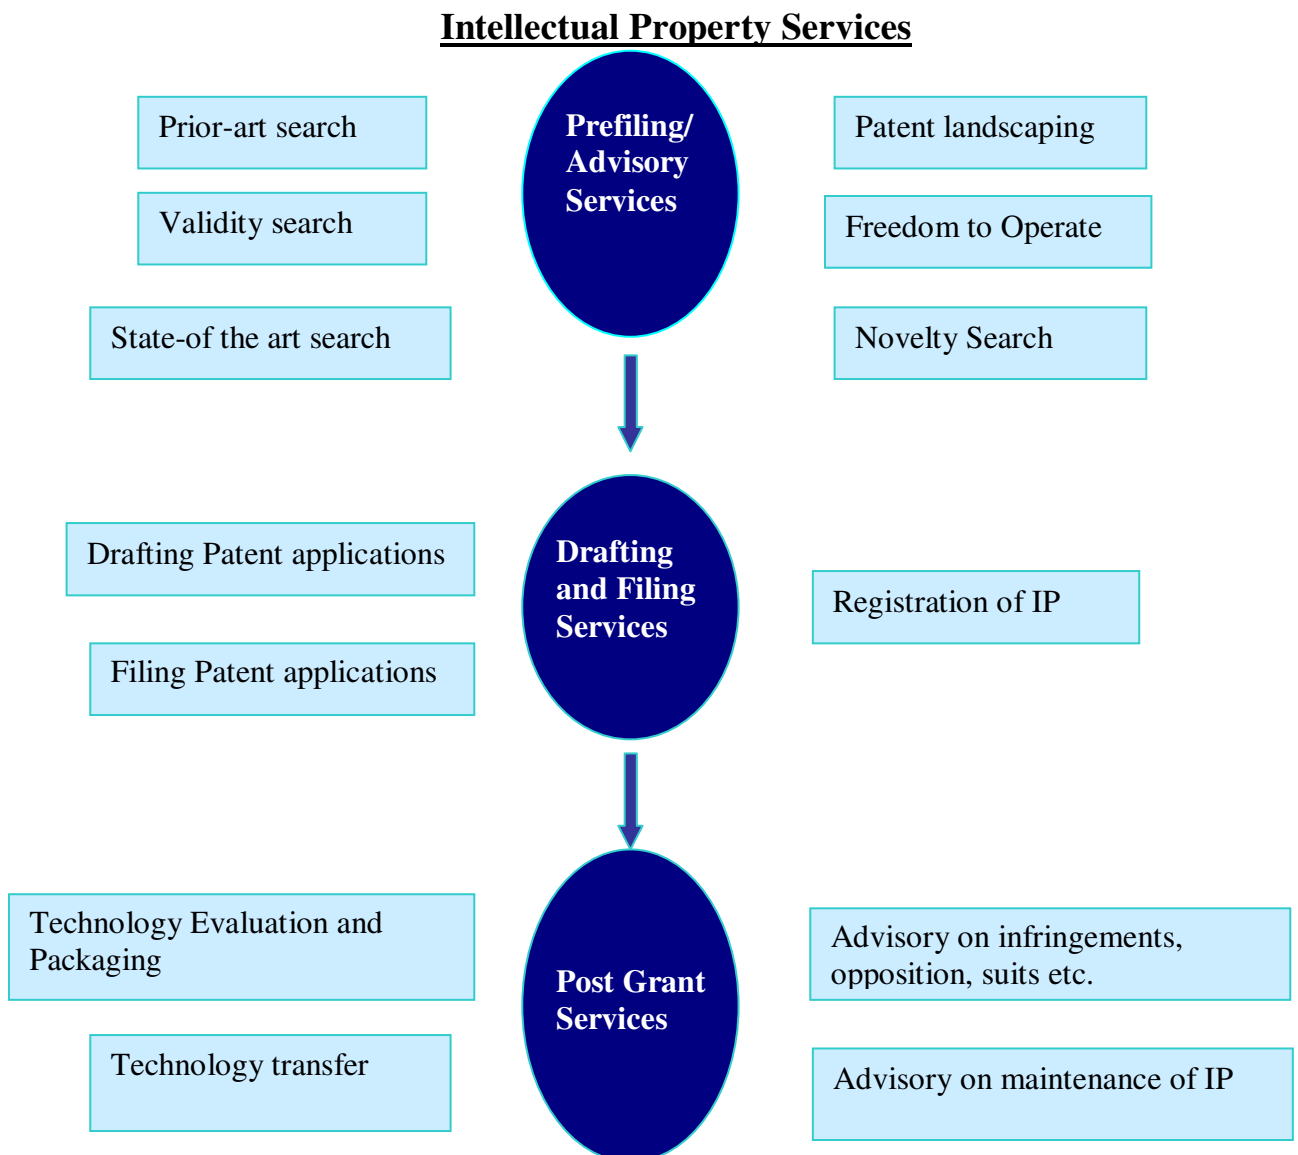 Intellectual Property Services
Prior-art search
Prefiling/
Advisory
Services
Patent landscaping
Validity search
Freedom to Operate
State-of the art search
Novelty Search
Drafting Patent applications
Drafting
and Filing
Services
Registration of IP
Filing Patent applications
Technology Evaluation and
Packaging
Post Grant
Services
Advisory on infringements,
opposition, suits etc.
Technology transfer
Advisory on maintenance of IP